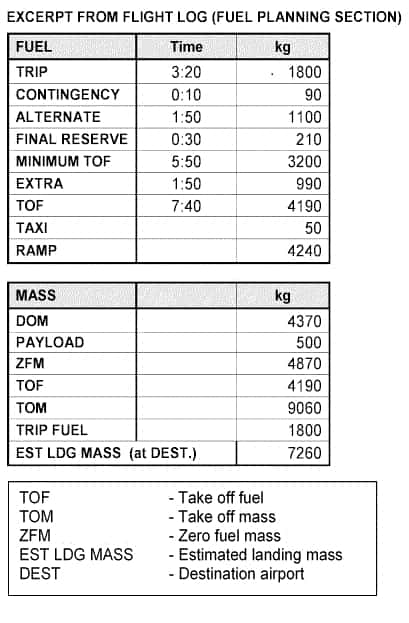 EXCERPT FROM FLIGHT LOG (FUEL PLANNING SECTION)
FUEL Time kg
TRIP 3:20 1800
CONTINGENCY 0:10 90
ALTERNATE 1:50 1100
FINAL RESERVE 0:30 210
MINIMUM TOF 5:50 3200
EXTRA 1:50 990
TOF 7:40 4190
TAXI 50
RAMP 4240
MASS kg
DOM 4370
PAYLOAD 500
ZFM 4870
TOF 4190
TOM 9060
TRIP FUEL 1800
EST LDG MASS (at DEST.) 7260
TOF - Take off fuel
TOM - Take off mass
ZFM - Zero fuel mass
EST LDG MASS - Estimated landing mass
DEST - Destination airport